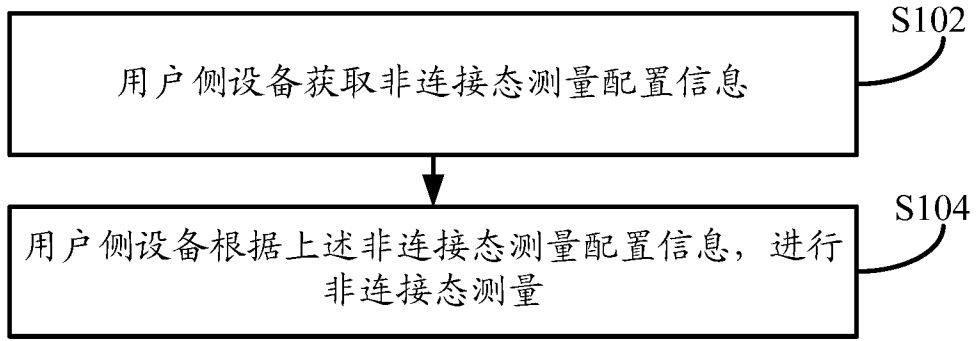 S102
用户侧设备获取非连接态测量配置信息
S104
用户侧设备根据上述非连接态测量配置信息，进行
非连接态测量